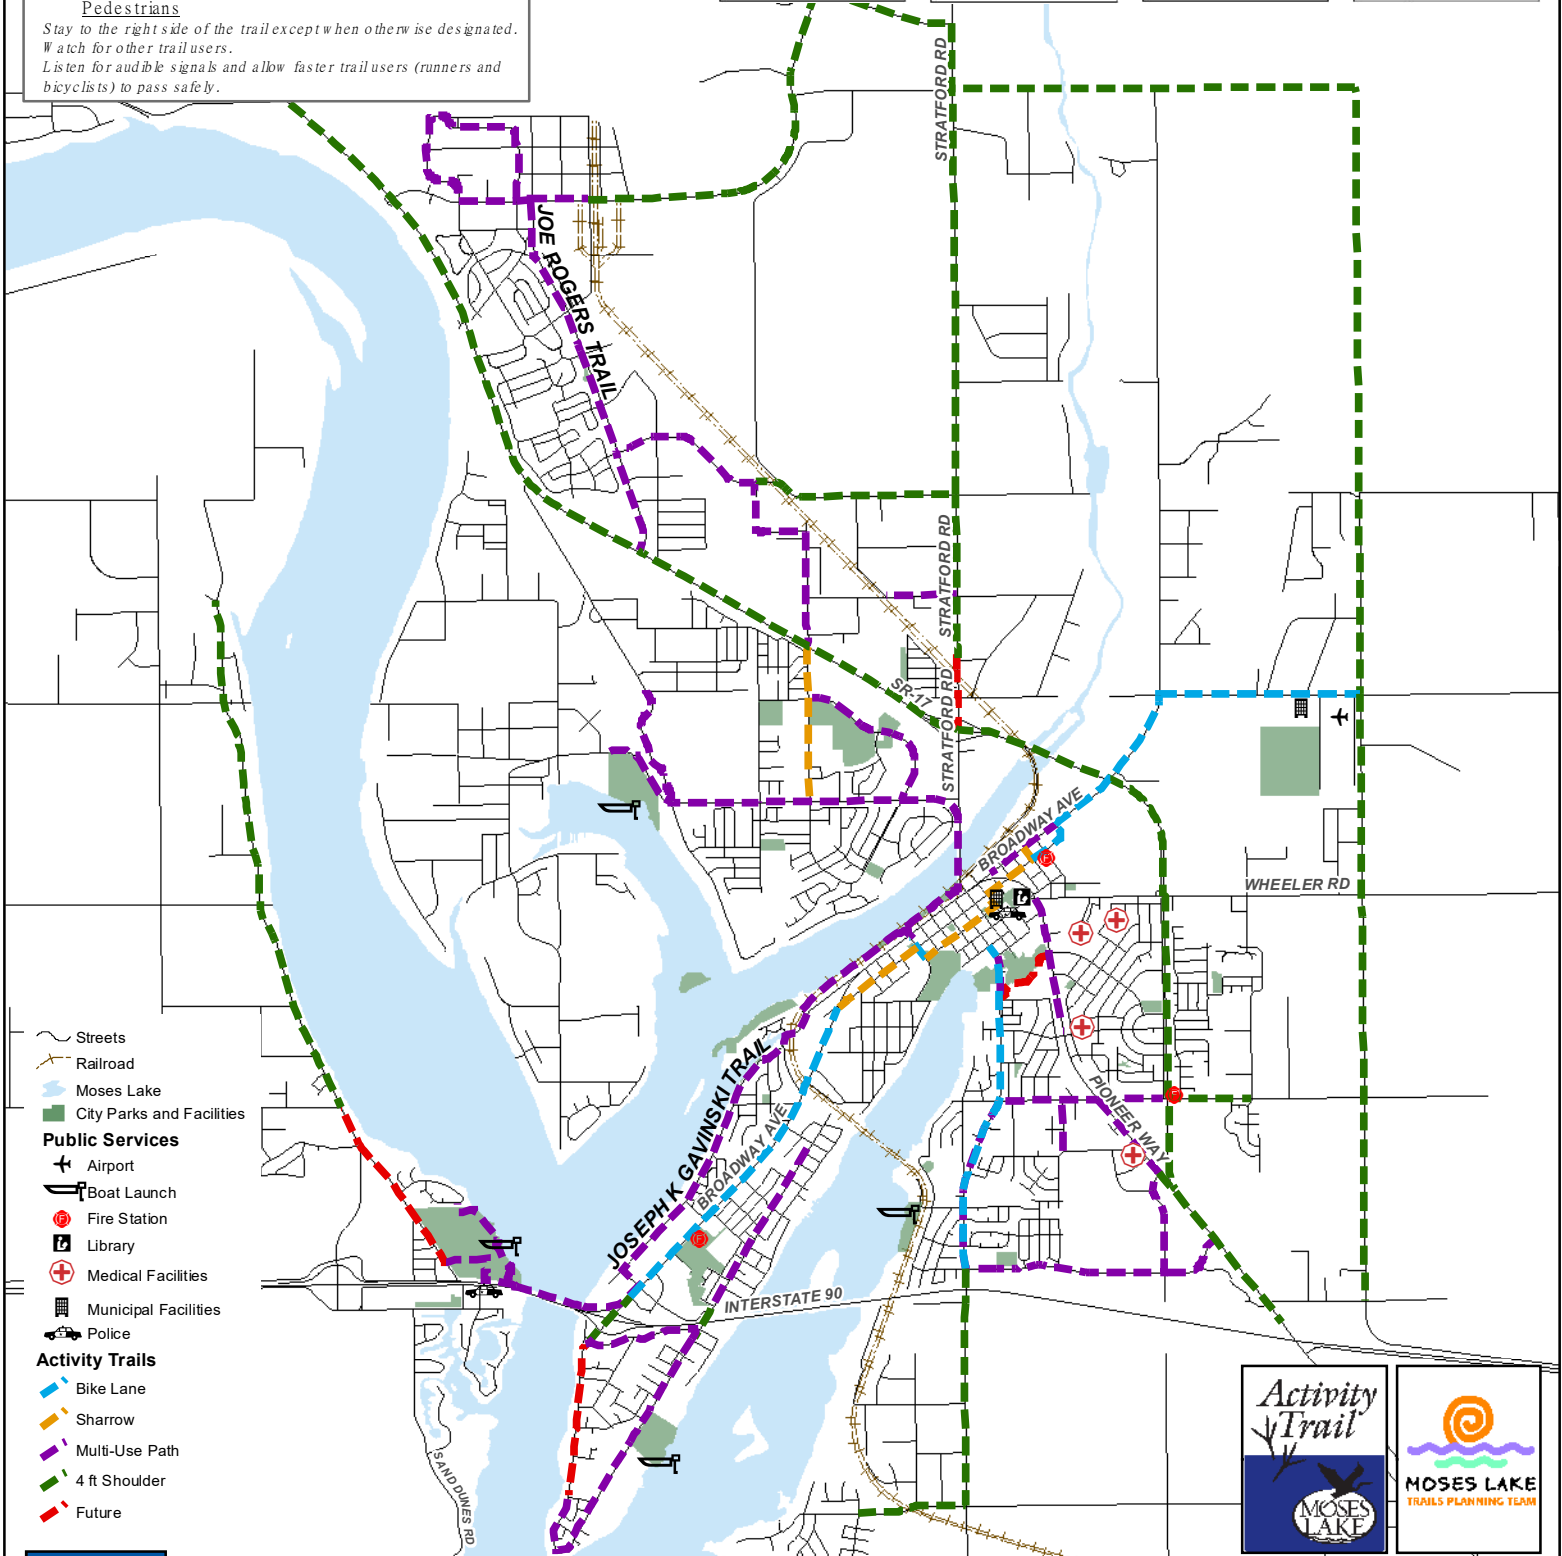 Pedestrians
Stay to the right side of the trail except when otherwise designated.
Watch for other trail users.
Listen for audible signals and allow faster trail users (runners and
bicyclists) to pass safely.
STRATFORD RD
JOE ROGERS TRAIL
STRATFORD RD
SR-17
STRATFORD RD
BROADWAY AVE
WHEELER RD
JOSEPH K GAVINSKI TRAIL
BROADWAY AVE
PIONEER WAY
INTERSTATE 90
SAND DUNES RD
Streets
Railroad
Moses Lake
City Parks and Facilities
Public Services
Airport
Boat Launch
Fire Station
Library
Medical Facilities
Municipal Facilities
Police
Activity Trails
Bike Lane
Sharrow
Multi-Use Path
4 ft Shoulder
Future
Activity
Trail
MOSES
LAKE
MOSES LAKE
TRAILS PLANNING TEAM